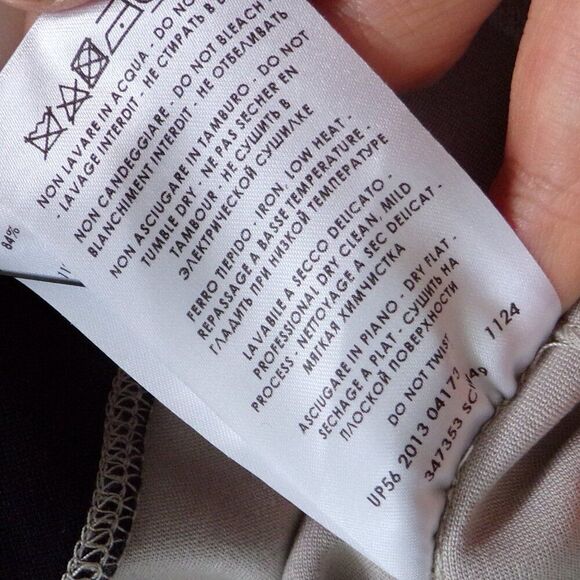 NON LAVARE IN ACQUA - DO
- LAVAGE INTERDIT - НЕ СТИРАТЬ В
NON CANDEGGIARE - DO NOT BLEACH
BLANCHIMENT INTERDIT - НЕ ОТБЕЛИВАТЬ
NON ASCIUGARE IN TAMBURO - DO NOT
TUMBLE DRY - NE PAS SECHER EN
TAMBOUR - НЕ СУШИТЬ В
ЭЛЕКТРИЧЕСКОЙ СУШИЛКЕ
FERRO TIEPIDO - IRON, LOW HEAT -
REPASSAGE A BASSE TEMPERATURE -
ГЛАДИТЬ ПРИ НИЗКОЙ ТЕМПЕРАТУРЕ
LAVABILE A SECCO DELICATO -
PROFESSIONAL DRY CLEAN, MILD
PROCESS - NETTOYAGE A SEC DELICAT -
МЯГКАЯ ХИМЧИСТКА
ASCIUGARE IN PIANO - DRY FLAT -
SECHAGE A PLAT - СУШИТЬ НА
ПЛОСКОЙ ПОВЕРХНОСТИ
DO NOT TWIST
UP56 2013 04173 1124
347353
84%